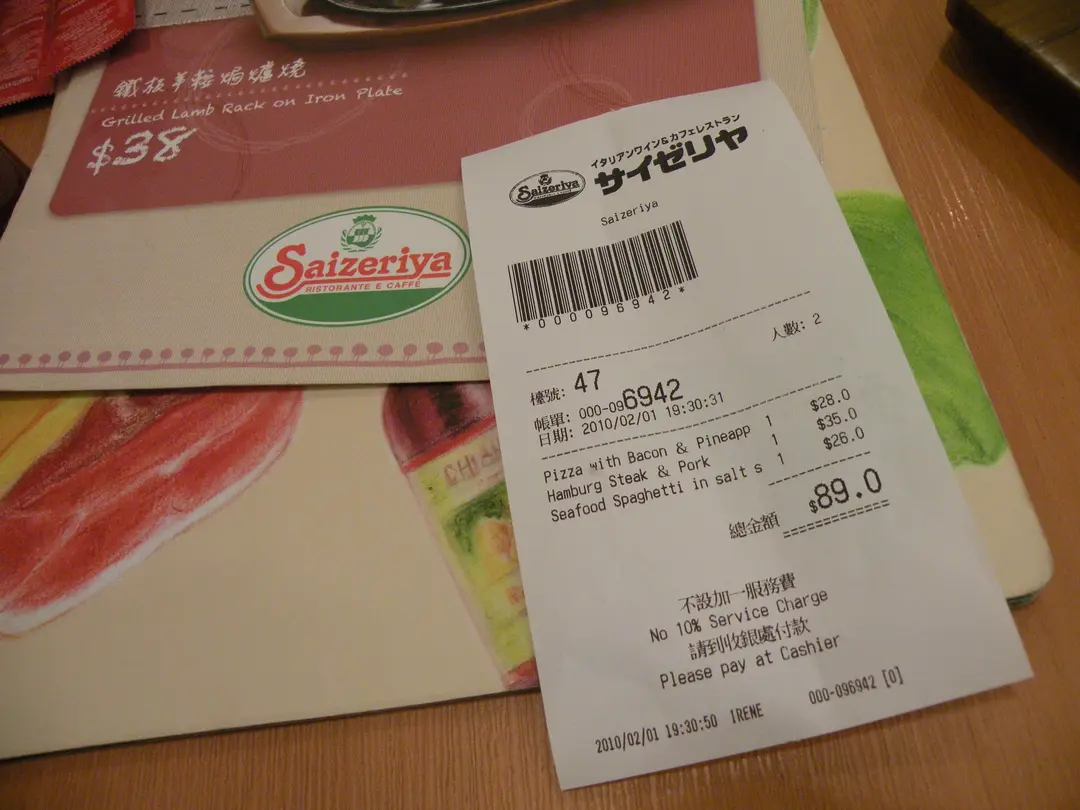 鐵板羊鞍焗爐燒
Grilled Lamb Rack on Iron Plate
$38
Saizeriya
RISTORANTE E CAFFÉ
イタリアンワイン&カフェレストラン
サイゼリヤ
Saizeriya
Saizeriya
*000096942*
人數: 2
檯號: 47
帳單: 000-096942
日期: 2010/02/01 19:30:31
Pizza with Bacon & Pineapp 1 $28.0
Hamburg Steak & Pork 1 $35.0
Seafood Spaghetti in salt s 1 $26.0
總金額 $89.0
不設加一服務費
No 10% Service Charge
請到收銀處付款
Please pay at Cashier
2010/02/01 19:30:50 IRENE 000-096942 [0]